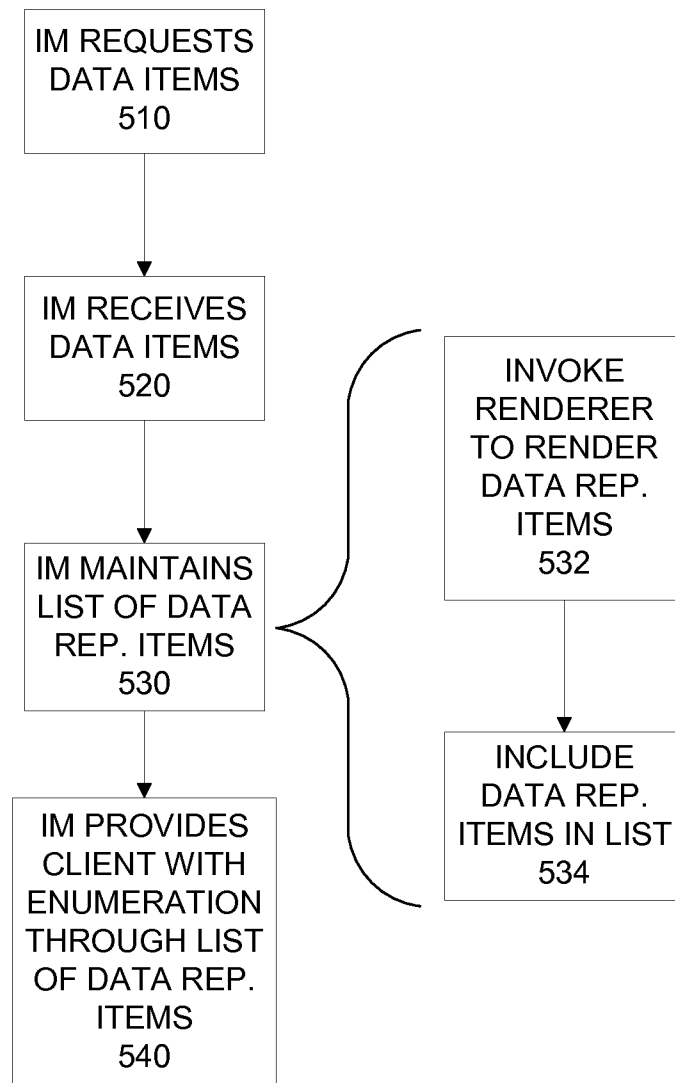 IM REQUESTS
DATA ITEMS
510
IM RECEIVES
DATA ITEMS
520
IM MAINTAINS
LIST OF DATA
REP. ITEMS
530
INVOKE
RENDERER
TO RENDER
DATA REP.
ITEMS
532
INCLUDE
DATA REP.
ITEMS IN LIST
534
IM PROVIDES
CLIENT WITH
ENUMERATION
THROUGH LIST
OF DATA REP.
ITEMS
540